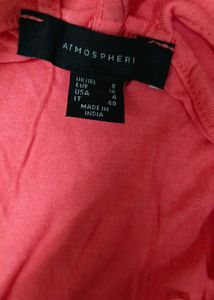 ATMOSPHERE
UK/IRL 8
EUR 36
USA 4
IT 40
MADE IN
INDIA